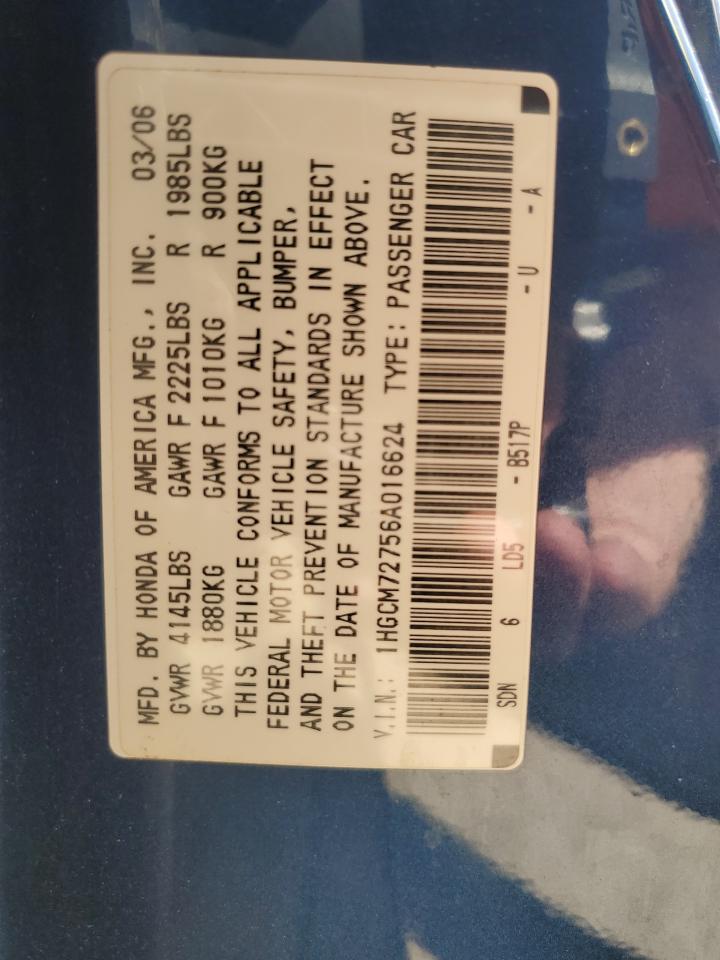 MFD. BY HONDA OF AMERICA MFG., INC. 03/06
GVWR 4145LBS GAWR F 2225LBS R 1985LBS
GVWR 1880KG GAWR F 1010KG R 900KG
THIS VEHICLE CONFORMS TO ALL APPLICABLE
FEDERAL MOTOR VEHICLE SAFETY, BUMPER,
AND THEFT PREVENTION STANDARDS IN EFFECT
ON THE DATE OF MANUFACTURE SHOWN ABOVE.
V.I.N.: 1HGCM72756A016624 TYPE: PASSENGER CAR
SDN 6 LD5 - B517P - U - A